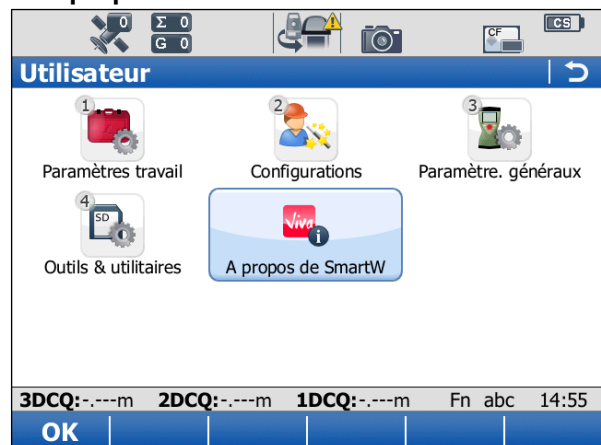 0 Σ 0 CS
G 0 CF
Utilisateur
1 2 3
Paramètres travail Configurations Paramètre. généraux
4
SD Viva i
Outils & utilitaires A propos de SmartW
3DCQ:-.---m 2DCQ:-.---m 1DCQ:-.---m Fn abc 14:55
OK